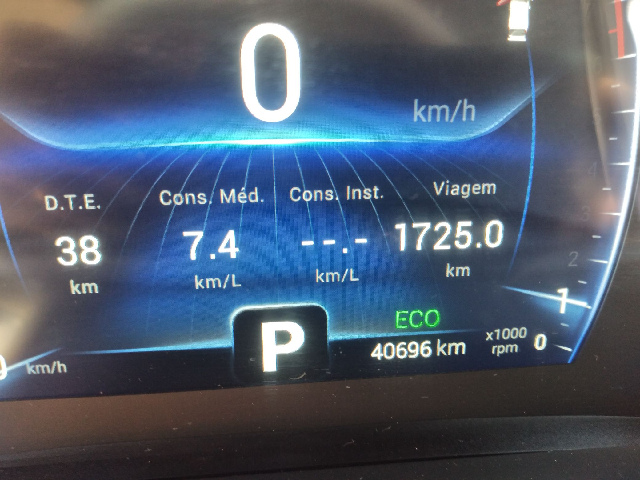 0
km/h
D.T.E. Cons. Méd. Cons. Inst. Viagem
38 7.4 --.- 1725.0
km km/L km/L km
2
1
ECO
P
40696 km x1000 rpm 0
km/h